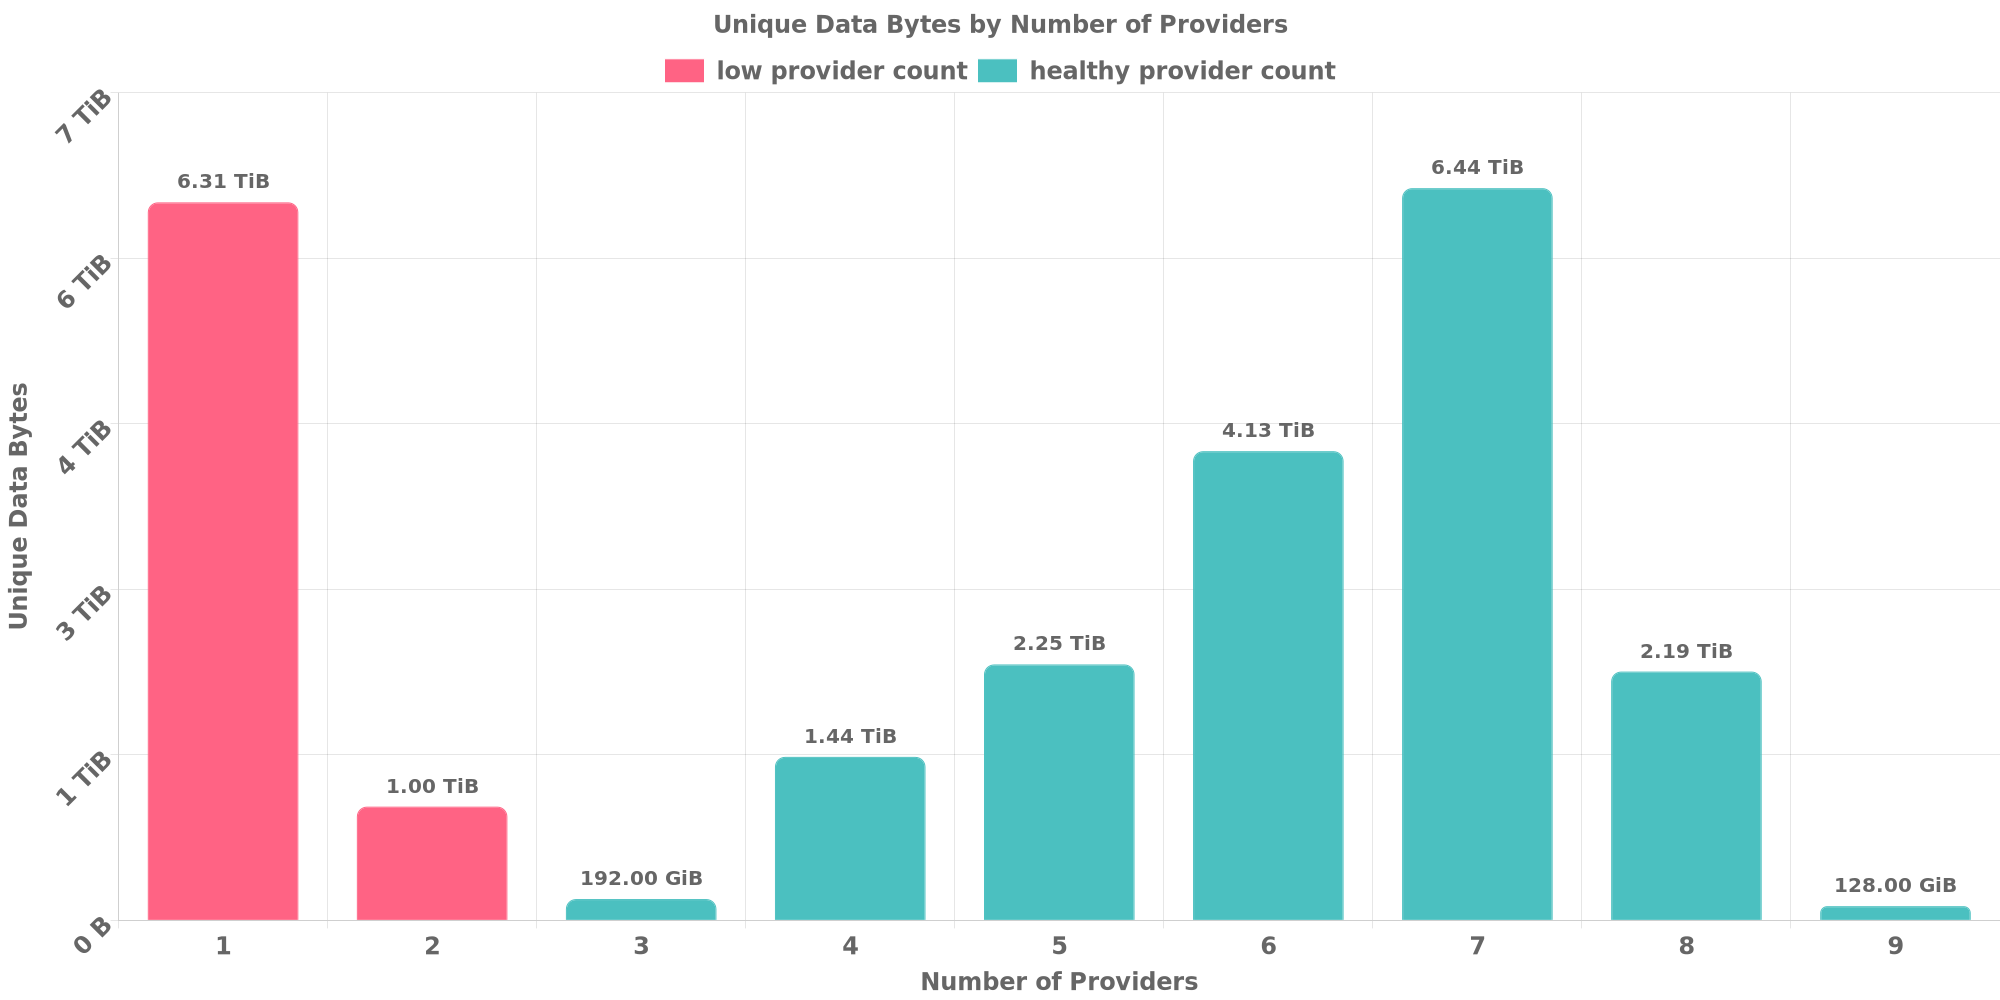 Unique Data Bytes by Number of Providers
low provider count healthy provider count
7 TiB
6 TiB
4 TiB
3 TiB
1 TiB
0 B
Unique Data Bytes
6.31 TiB
1.00 TiB
192.00 GiB
1.44 TiB
2.25 TiB
4.13 TiB
6.44 TiB
2.19 TiB
128.00 GiB
1 2 3 4 5 6 7 8 9
Number of Providers